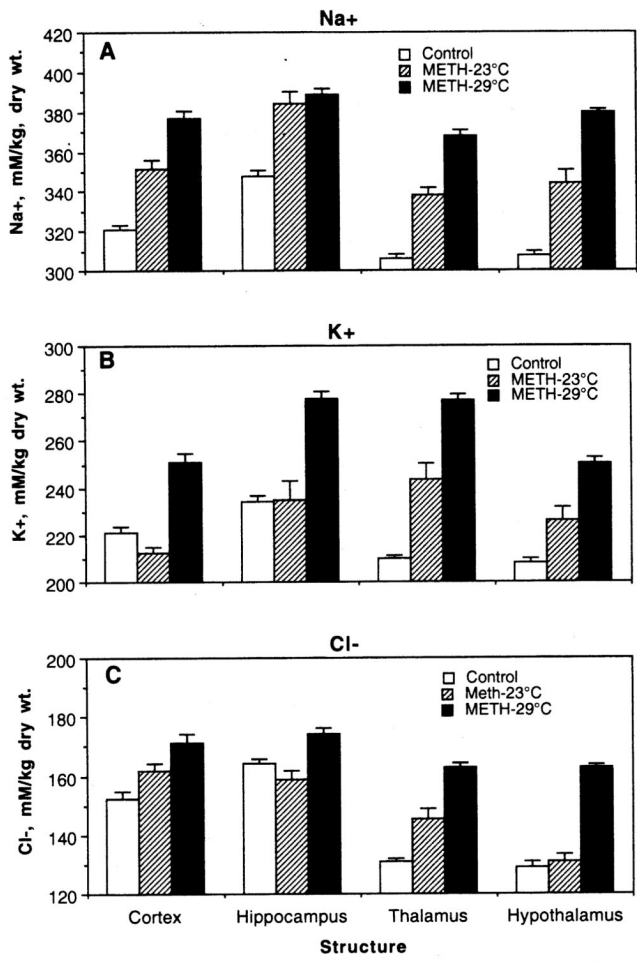 Na+
A
Control
METH-23°C
METH-29°C
Na+, mM/kg, dry wt.
420
400
380
360
340
320
300
K+
B
Control
METH-23°C
METH-29°C
K+, mM/kg dry wt.
300
280
260
240
220
200
Cl-
C
Control
Meth-23°C
METH-29°C
Cl-, mM/kg dry wt.
200
180
160
140
120
Cortex Hippocampus Thalamus Hypothalamus
Structure